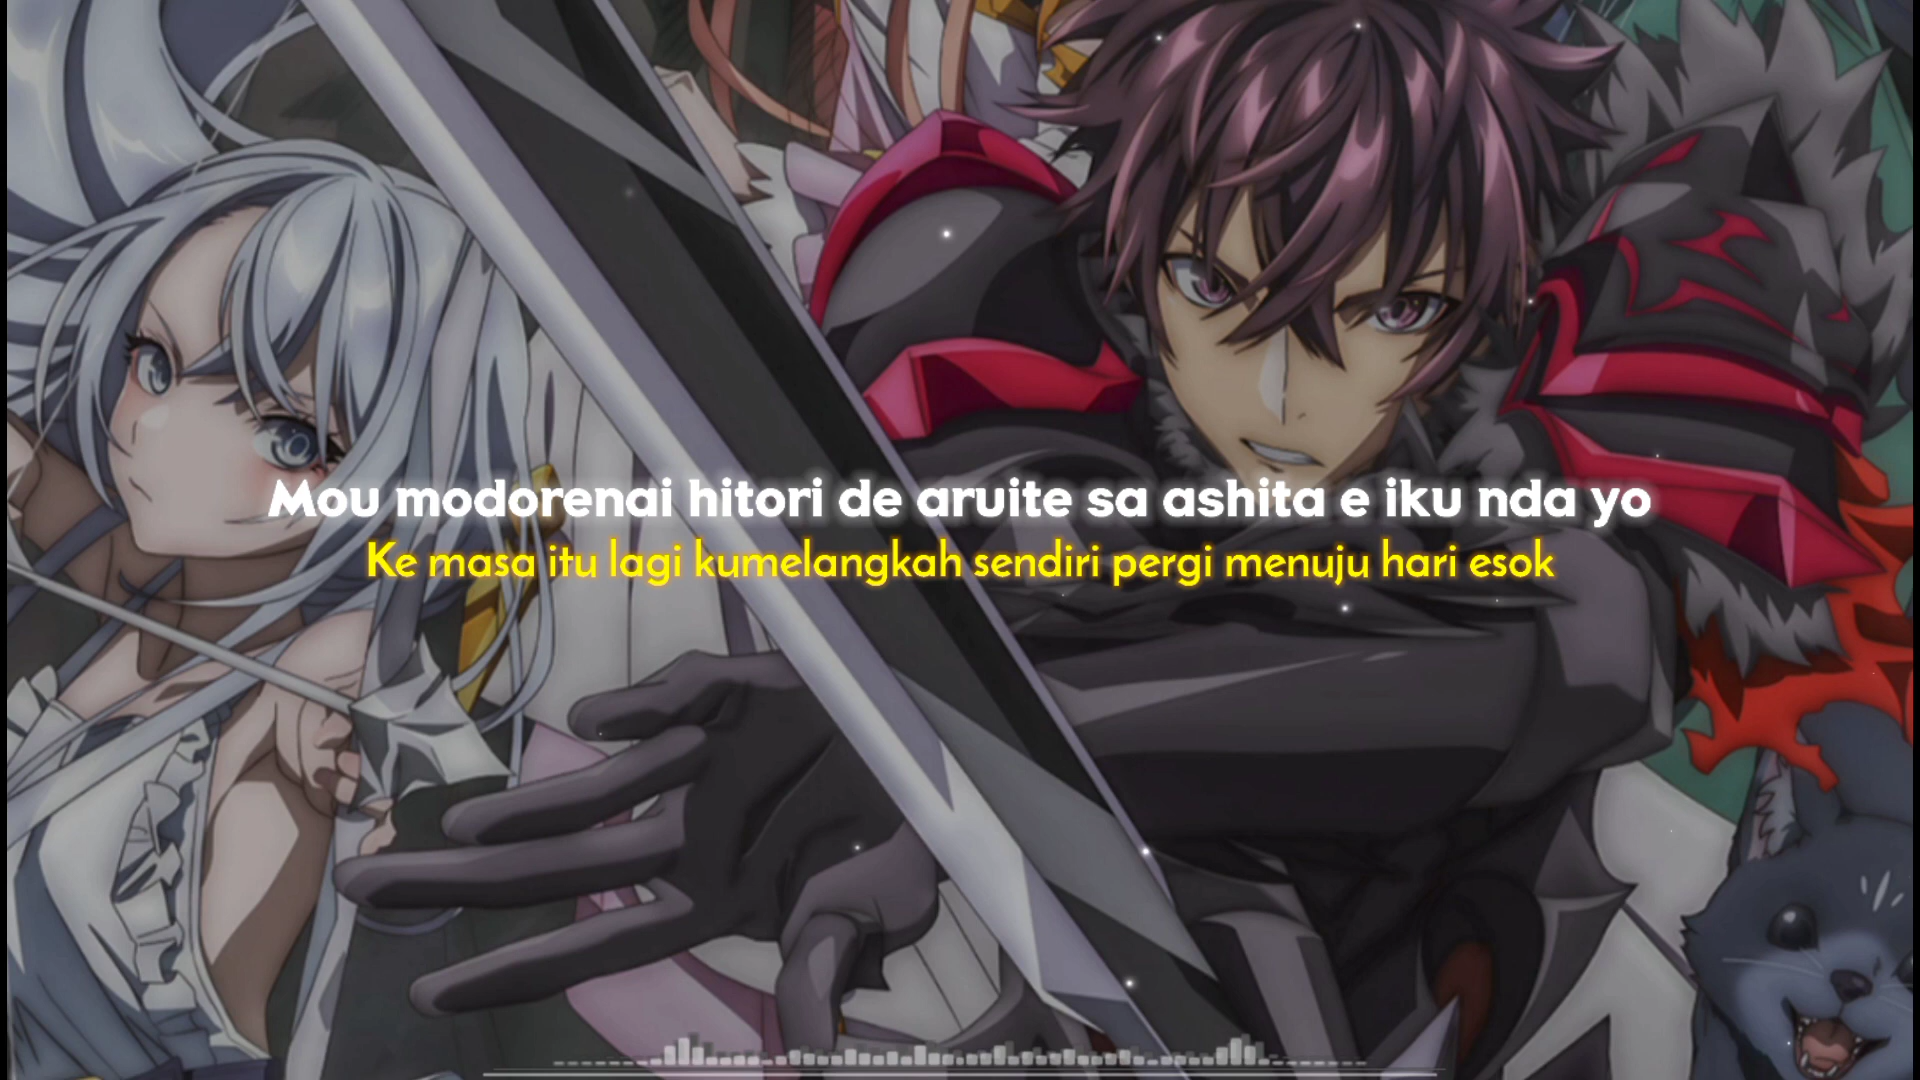 Mou modorenai hitori de aruite sa ashita e iku nda yo
Ke masa itu lagi kumelangkah sendiri pergi menuju hari esok